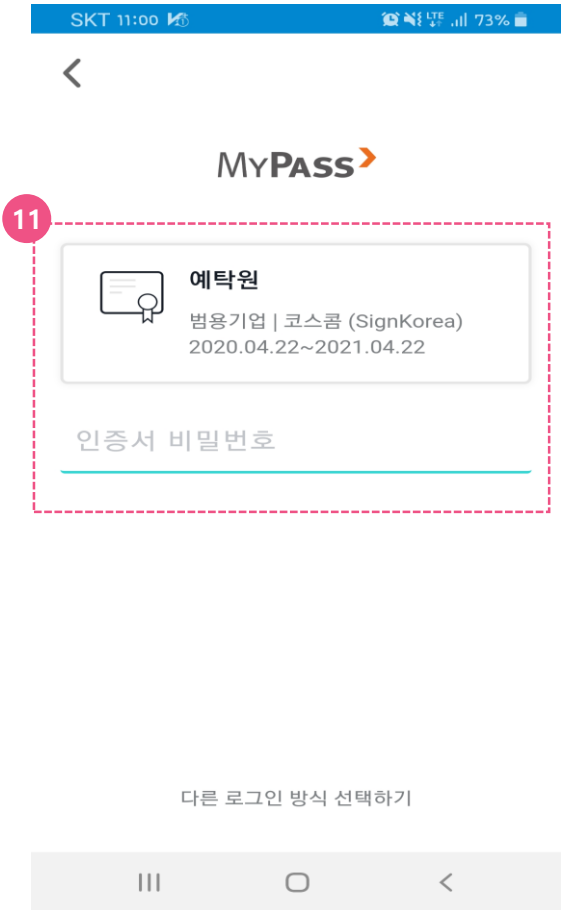 SKT 11:00 LTE 73%
MYPASS
11
예탁원
범용기업 | 코스콤 (SignKorea)
2020.04.22~2021.04.22
인증서 비밀번호
다른 로그인 방식 선택하기